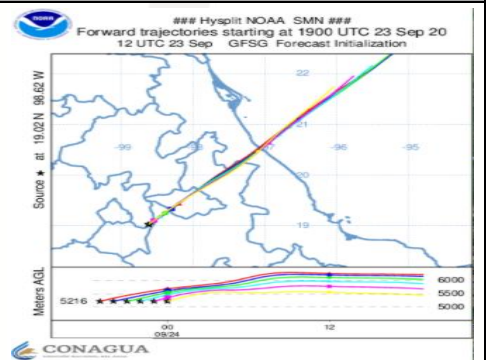 noaa
### Hysplit NOAA SMN ###
Forward trajectories starting at 1900 UTC 23 Sep 20
12 UTC 23 Sep GFSG Forecast Initialization
Source ★ at 19.02 N 98.62 W
22
21
-99
-98
-97
-96
-95
20
19
Meters AGL
5216
6000
5500
5000
00
12
09/24
CONAGUA